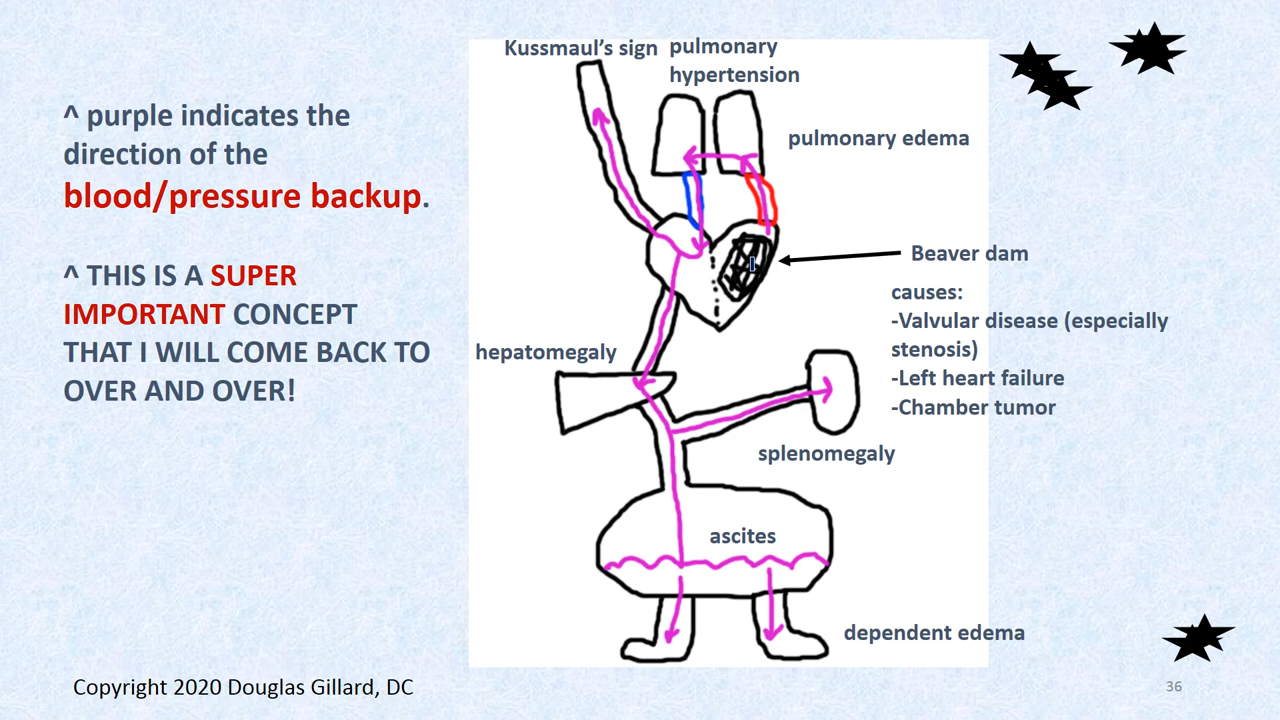 ^ purple indicates the
direction of the
blood/pressure backup.
^ THIS IS A SUPER
IMPORTANT CONCEPT
THAT I WILL COME BACK TO
OVER AND OVER!
Kussmaul's sign
pulmonary
hypertension
pulmonary edema
Beaver dam
causes:
-Valvular disease (especially
stenosis)
-Left heart failure
-Chamber tumor
hepatomegaly
splenomegaly
ascites
dependent edema
Copyright 2020 Douglas Gillard, DC
36